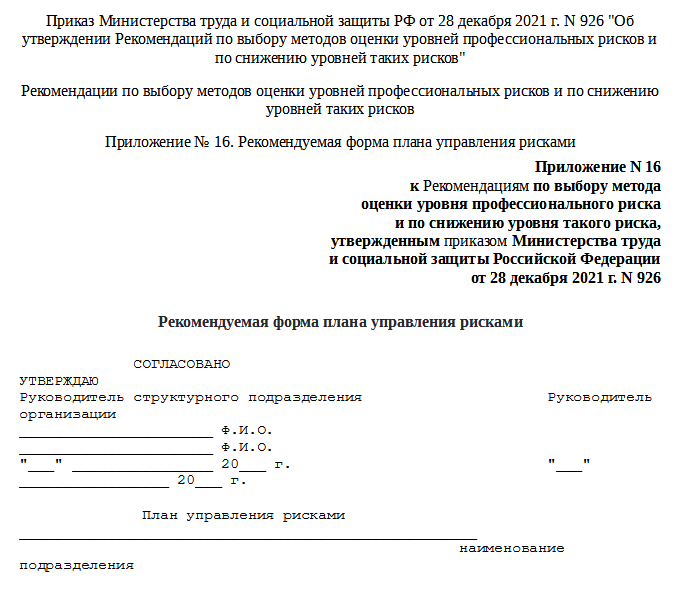 Приказ Министерства труда и социальной защиты РФ от 28 декабря 2021 г. N 926 "Об
утверждении Рекомендаций по выбору методов оценки уровней профессиональных рисков и
по снижению уровней таких рисков"
Рекомендации по выбору методов оценки уровней профессиональных рисков и по снижению
уровней таких рисков
Приложение № 16. Рекомендуемая форма плана управления рисками
Приложение N 16
к Рекомендациям по выбору метода
оценки уровня профессионального риска
и по снижению уровня такого риска,
утвержденным приказом Министерства труда
и социальной защиты Российской Федерации
от 28 декабря 2021 г. N 926
Рекомендуемая форма плана управления рисками
СОГЛАСОВАНО
УТВЕРЖДАЮ
Руководитель структурного подразделения Руководитель
организации
______________________ Ф.И.О.
______________________ Ф.И.О.
"___" ________________ 20___ г. "___"
_________________ 20___ г.
План управления рисками
____________________________________________________
наименование
подразделения